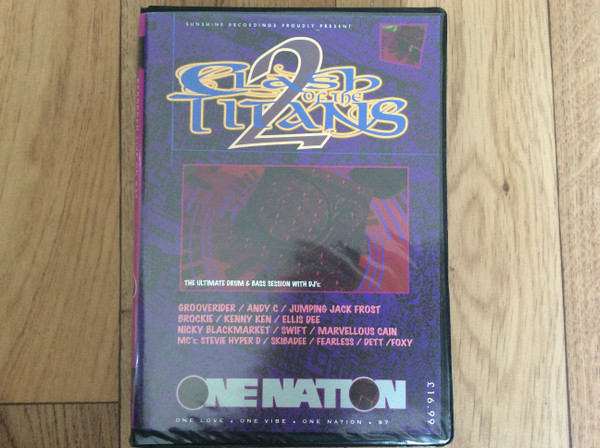 SUNSHINE RECORDINGS PROUDLY PRESENT
CLASH
OF THE
TITANS
2
THE ULTIMATE DRUM & BASS SESSION WITH DJ's:
GROOVERIDER / ANDY C / JUMPING JACK FROST
BROCKIE / KENNY KEN / ELLIS DEE
NICKY BLACKMARKET / SWIFT / MARVELLOUS CAIN
MC's: STEVIE HYPER D / SKIBADEE / FEARLESS / DETT /FOXY
ONE NATION
ONE LOVE • ONE VIBE • ONE NATION • 97